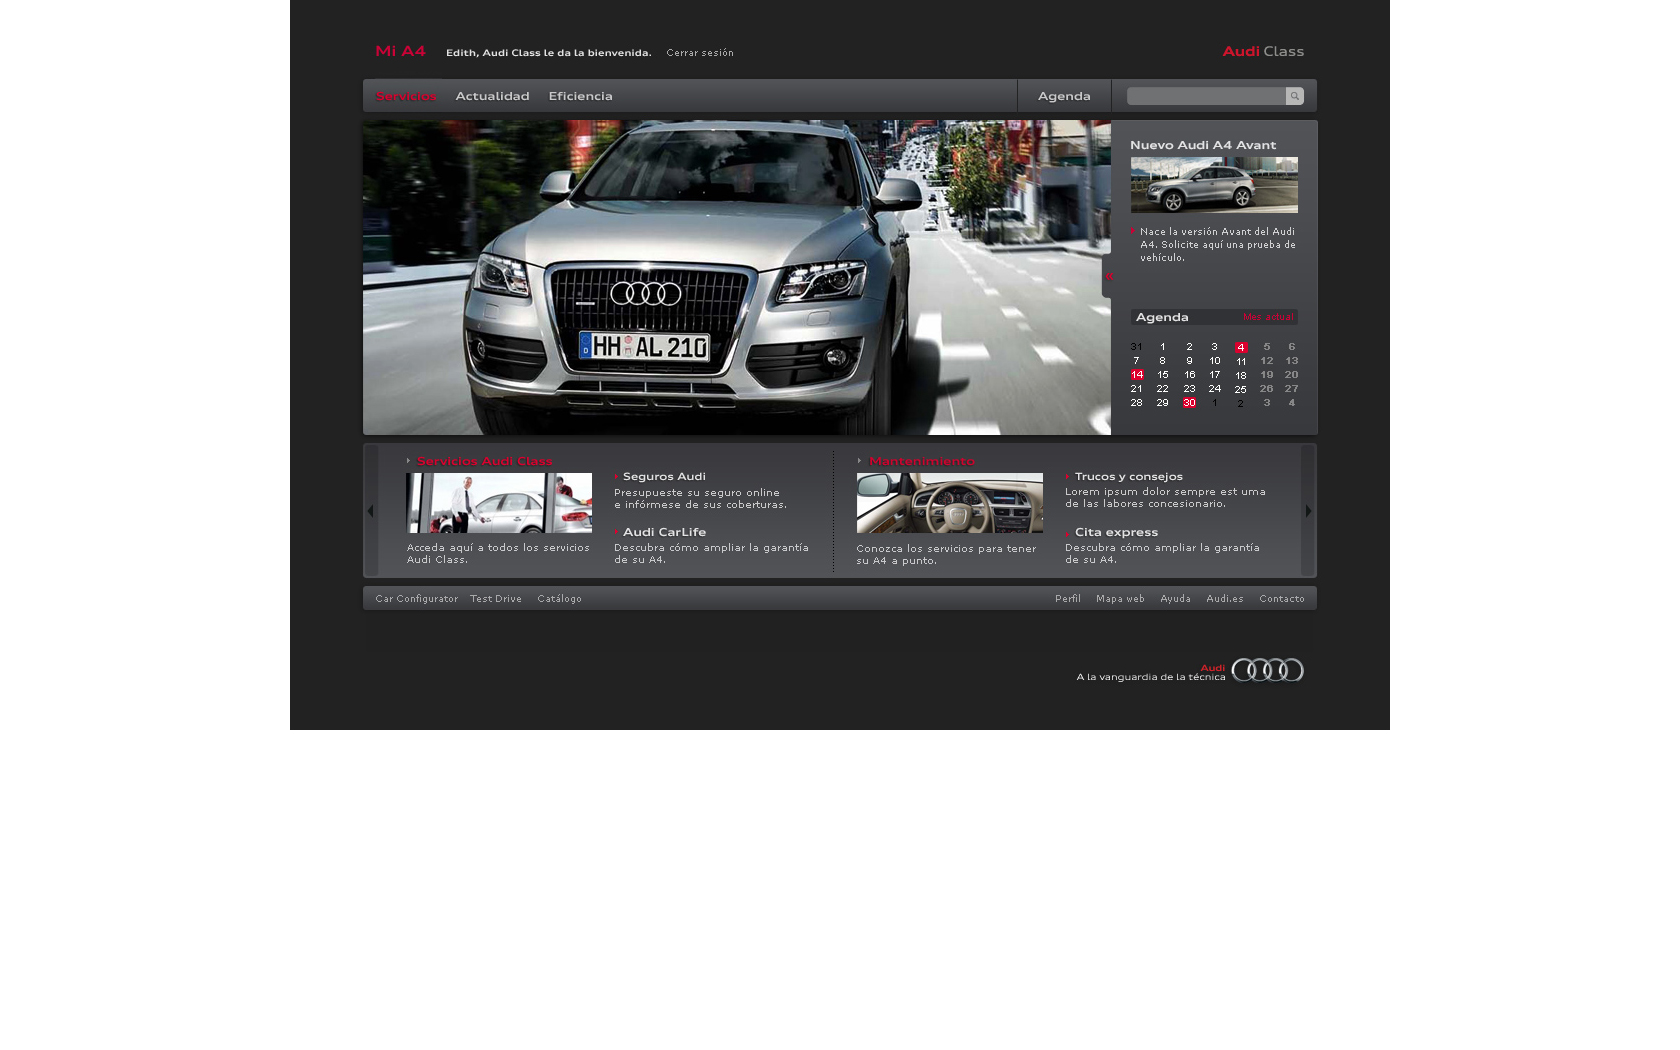 Mi A4
Edith, Audi Class le da la bienvenida.
Cerrar sesión
Audi Class
Servicios
Actualidad
Eficiencia
Agenda
HH AL 210
D
Nuevo Audi A4 Avant
Nace la versión Avant del Audi
A4. Solicite aquí una prueba de
vehículo.
Agenda
Mes actual
31 1 2 3 4 5 6
7 8 9 10 11 12 13
14 15 16 17 18 19 20
21 22 23 24 25 26 27
28 29 30 1 2 3 4
Servicios Audi Class
Acceda aquí a todos los servicios
Audi Class.
Seguros Audi
Presupueste su seguro online
e infórmese de sus coberturas.
Audi CarLife
Descubra cómo ampliar la garantía
de su A4.
Mantenimiento
Conozca los servicios para tener
su A4 a punto.
Trucos y consejos
Lorem ipsum dolor sempre est uma
de las labores concesionario.
Cita express
Descubra cómo ampliar la garantía
de su A4.
Car Configurator
Test Drive
Catálogo
Perfil
Mapa web
Ayuda
Audi.es
Contacto
Audi
A la vanguardia de la técnica